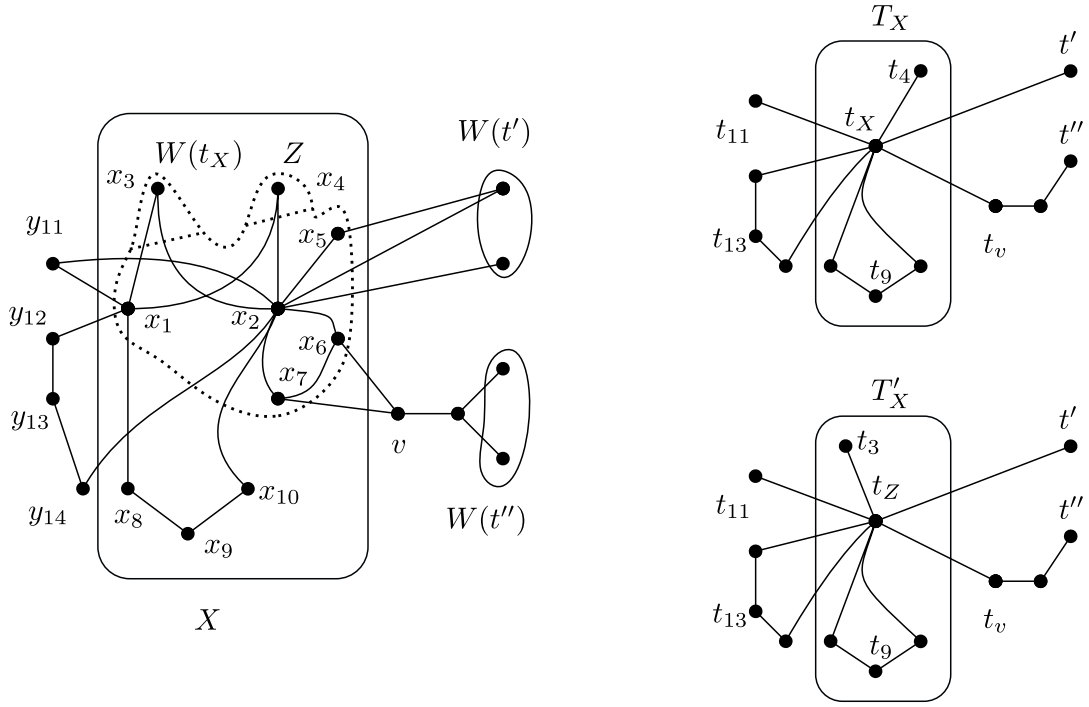 W(t_X)
Z
x_3
x_4
W(t')
y_11
x_5
y_12
x_1
x_2
x_6
x_7
y_13
v
y_14
x_8
x_10
x_9
W(t'')
X
T_X
t'
t_4
t_11
t_X
t''
t_13
t_9
t_v
T'_X
t'
t_3
t_11
t_Z
t''
t_13
t_9
t_v